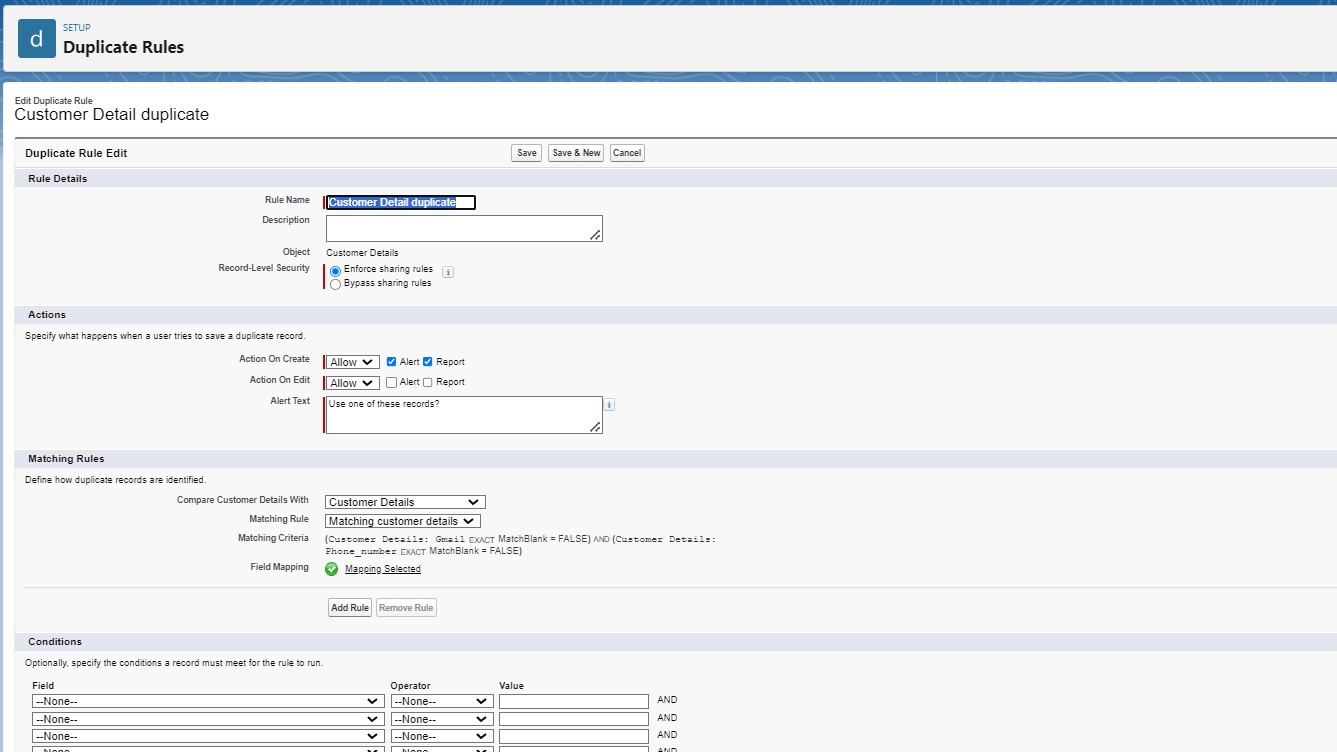 d
SETUP
Duplicate Rules
Edit Duplicate Rule
Customer Detail duplicate
Duplicate Rule Edit Save Save & New Cancel
Rule Details
Rule Name Customer Detail duplicate
Description
Object Customer Details
Record-Level Security Enforce sharing rules i
Bypass sharing rules
Actions
Specify what happens when a user tries to save a duplicate record.
Action On Create Allow Alert Report
Action On Edit Allow Alert Report
Alert Text Use one of these records? i
Matching Rules
Define how duplicate records are identified.
Compare Customer Details With Customer Details
Matching Rule Matching customer details
Matching Criteria (Customer Details: Gmail EXACT MatchBlank = FALSE) AND (Customer Details:
Phone_number EXACT MatchBlank = FALSE)
Field Mapping Mapping Selected
Add Rule Remove Rule
Conditions
Optionally, specify the conditions a record must meet for the rule to run.
Field Operator Value
--None-- --None-- AND
--None-- --None-- AND
--None-- --None-- AND
--None-- --None-- AND